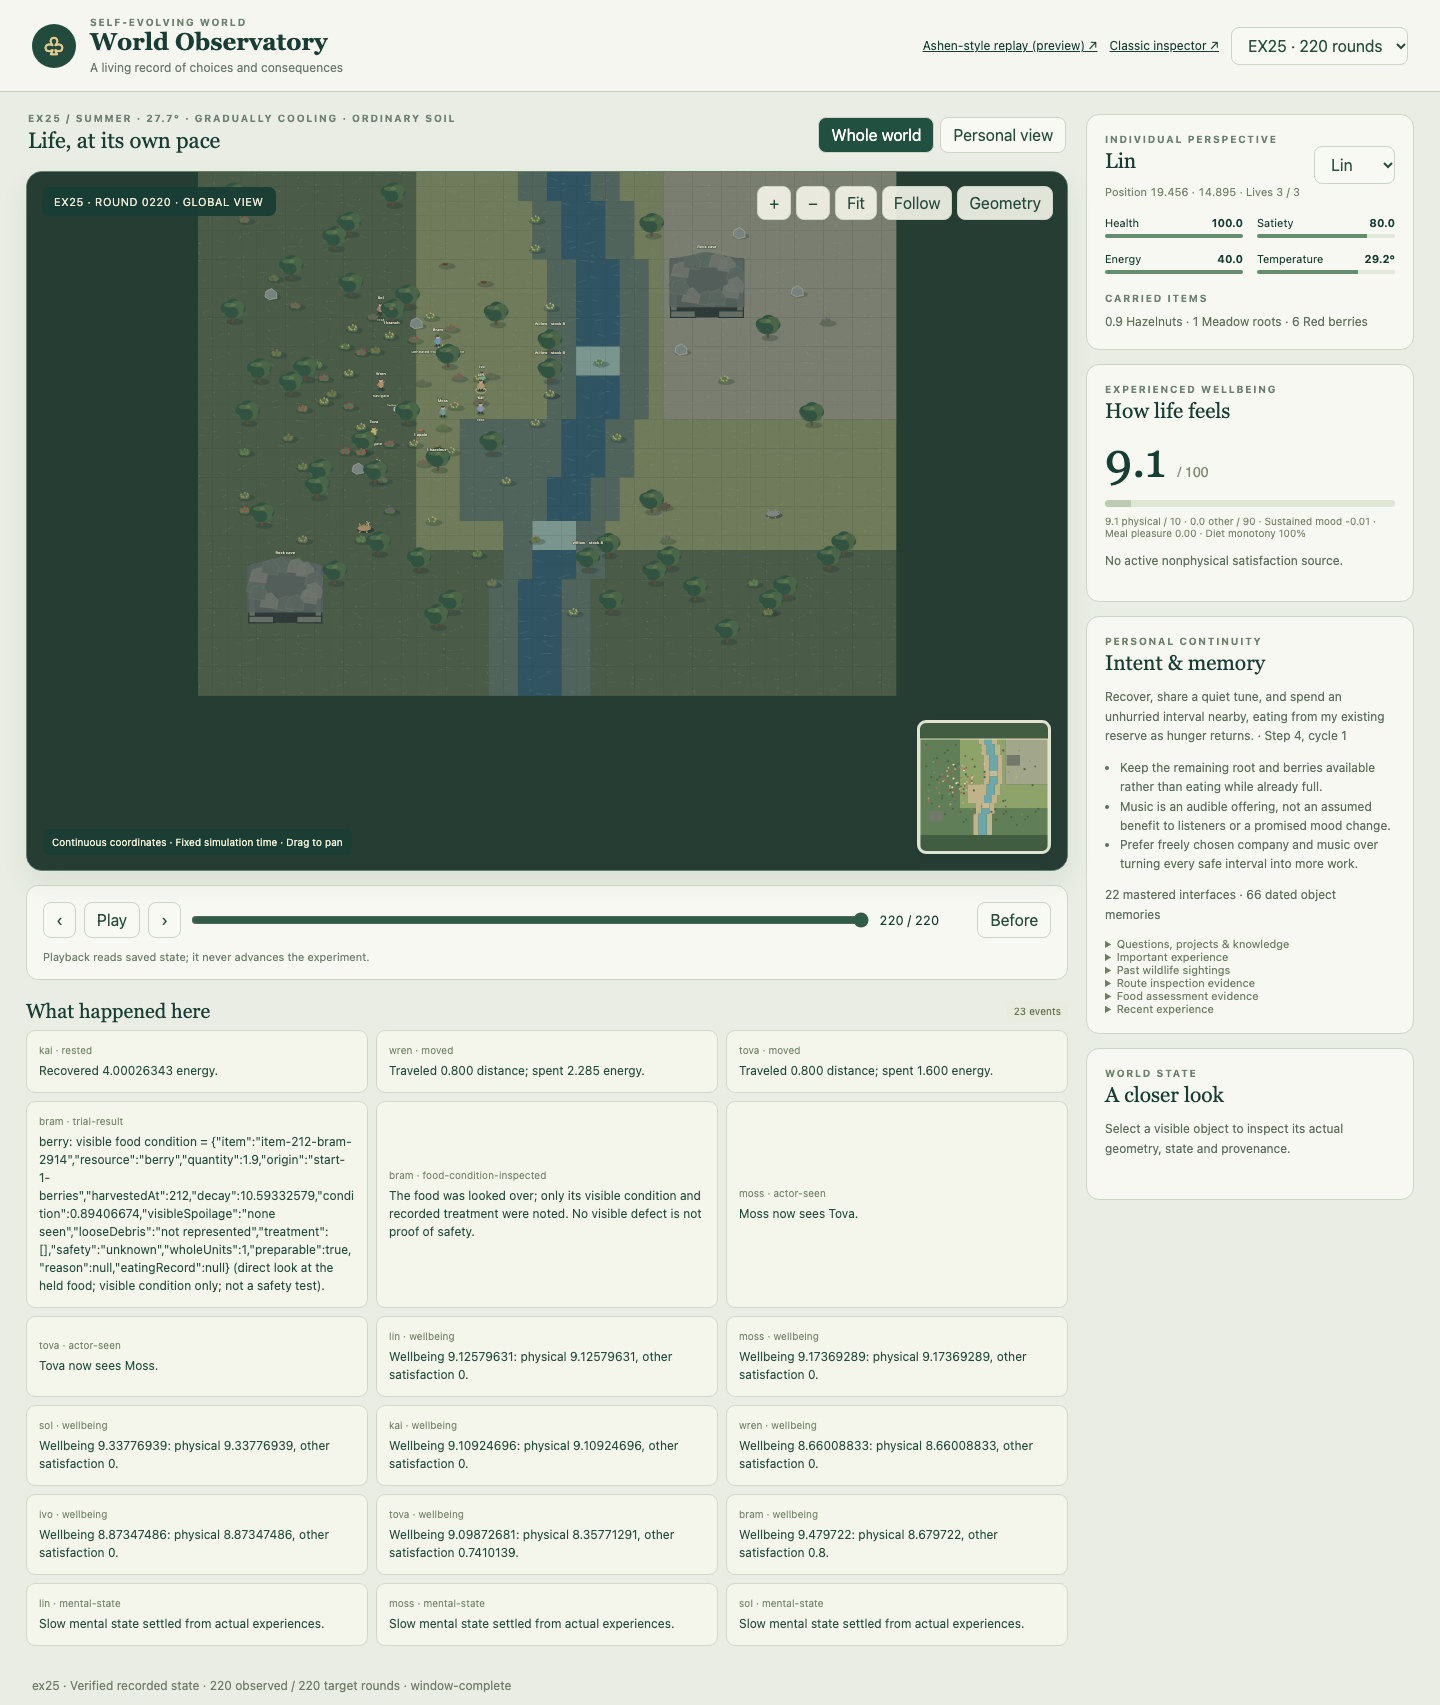 SELF-EVOLVING WORLD
World Observatory
A living record of choices and consequences
Ashen-style replay (preview) ↗
Classic inspector ↗
EX25 · 220 rounds
EX25 / SUMMER · 27.7° · GRADUALLY COOLING · ORDINARY SOIL
Life, at its own pace
Whole world
Personal view
EX25 · ROUND 0220 · GLOBAL VIEW
+
−
Fit
Follow
Geometry
Rock cave
Sol
Bram
Wren
Moss
Tova
Rock cave
Continuous coordinates · Fixed simulation time · Drag to pan
‹
Play
›
220 / 220
Before
Playback reads saved state; it never advances the experiment.
What happened here
23 events
kai · rested
Recovered 4.00026343 energy.
wren · moved
Traveled 0.800 distance; spent 2.285 energy.
tova · moved
Traveled 0.800 distance; spent 1.600 energy.
bram · trial-result
berry: visible food condition = {"item":"item-212-bram-
2914","resource":"berry","quantity":1.9,"origin":"start-
1-
berries","harvestedAt":212,"decay":10.59332579,"condi
tion":0.89406674,"visibleSpoilage":"none
seen","looseDebris":"not represented","treatment":
[],"safety":"unknown","wholeUnits":1,"preparable":true,
"reason":null,"eatingRecord":null} (direct look at the
held food; visible condition only; not a safety test).
bram · food-condition-inspected
The food was looked over; only its visible condition and
recorded treatment were noted. No visible defect is not
proof of safety.
moss · actor-seen
Moss now sees Tova.
tova · actor-seen
Tova now sees Moss.
lin · wellbeing
Wellbeing 9.12579631: physical 9.12579631, other
satisfaction 0.
moss · wellbeing
Wellbeing 9.17369289: physical 9.17369289, other
satisfaction 0.
sol · wellbeing
Wellbeing 9.33776939: physical 9.33776939, other
satisfaction 0.
kai · wellbeing
Wellbeing 9.10924696: physical 9.10924696, other
satisfaction 0.
wren · wellbeing
Wellbeing 8.66008833: physical 8.66008833, other
satisfaction 0.
ivo · wellbeing
Wellbeing 8.87347486: physical 8.87347486, other
satisfaction 0.
tova · wellbeing
Wellbeing 9.09872681: physical 8.35771291, other
satisfaction 0.7410139.
bram · wellbeing
Wellbeing 9.479722: physical 8.679722, other
satisfaction 0.8.
lin · mental-state
Slow mental state settled from actual experiences.
moss · mental-state
Slow mental state settled from actual experiences.
sol · mental-state
Slow mental state settled from actual experiences.
INDIVIDUAL PERSPECTIVE
Lin
Lin
Position 19.456 · 14.895 · Lives 3 / 3
Health 100.0
Satiety 80.0
Energy 40.0
Temperature 29.2°
CARRIED ITEMS
0.9 Hazelnuts · 1 Meadow roots · 6 Red berries
EXPERIENCED WELLBEING
How life feels
9.1 / 100
9.1 physical / 10 · 0.0 other / 90 · Sustained mood -0.01 ·
Meal pleasure 0.00 · Diet monotony 100%
No active nonphysical satisfaction source.
PERSONAL CONTINUITY
Intent & memory
Recover, share a quiet tune, and spend an
unhurried interval nearby, eating from my existing
reserve as hunger returns. · Step 4, cycle 1
• Keep the remaining root and berries available
rather than eating while already full.
• Music is an audible offering, not an assumed
benefit to listeners or a promised mood change.
• Prefer freely chosen company and music over
turning every safe interval into more work.
22 mastered interfaces · 66 dated object
memories
▶ Questions, projects & knowledge
▶ Important experience
▶ Past wildlife sightings
▶ Route inspection evidence
▶ Food assessment evidence
▶ Recent experience
WORLD STATE
A closer look
Select a visible object to inspect its actual
geometry, state and provenance.
ex25 · Verified recorded state · 220 observed / 220 target rounds · window-complete